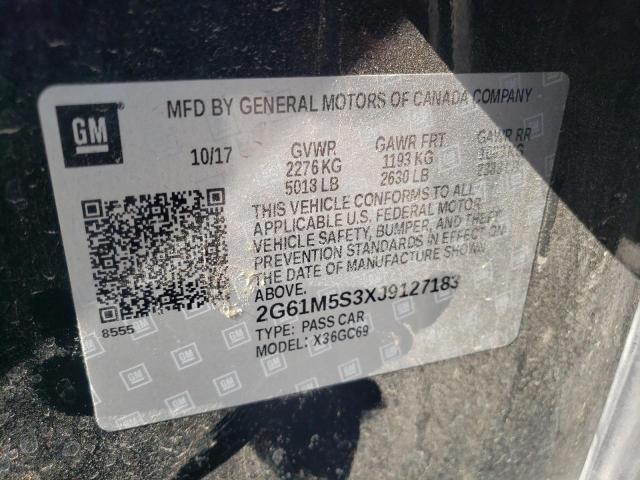 GM
MFD BY GENERAL MOTORS OF CANADA COMPANY
10/17
GVWR
2276 KG
5018 LB
GAWR FRT
1193 KG
2630 LB
GAWR RR
KG
THIS VEHICLE CONFORMS TO ALL
APPLICABLE U.S. FEDERAL MOTOR
VEHICLE SAFETY, BUMPER, AND THEFT
PREVENTION STANDARDS IN EFFECT ON
THE DATE OF MANUFACTURE SHOWN
ABOVE.
2G61M5S3XJ9127183
TYPE: PASS CAR
MODEL: X36GC69
8555